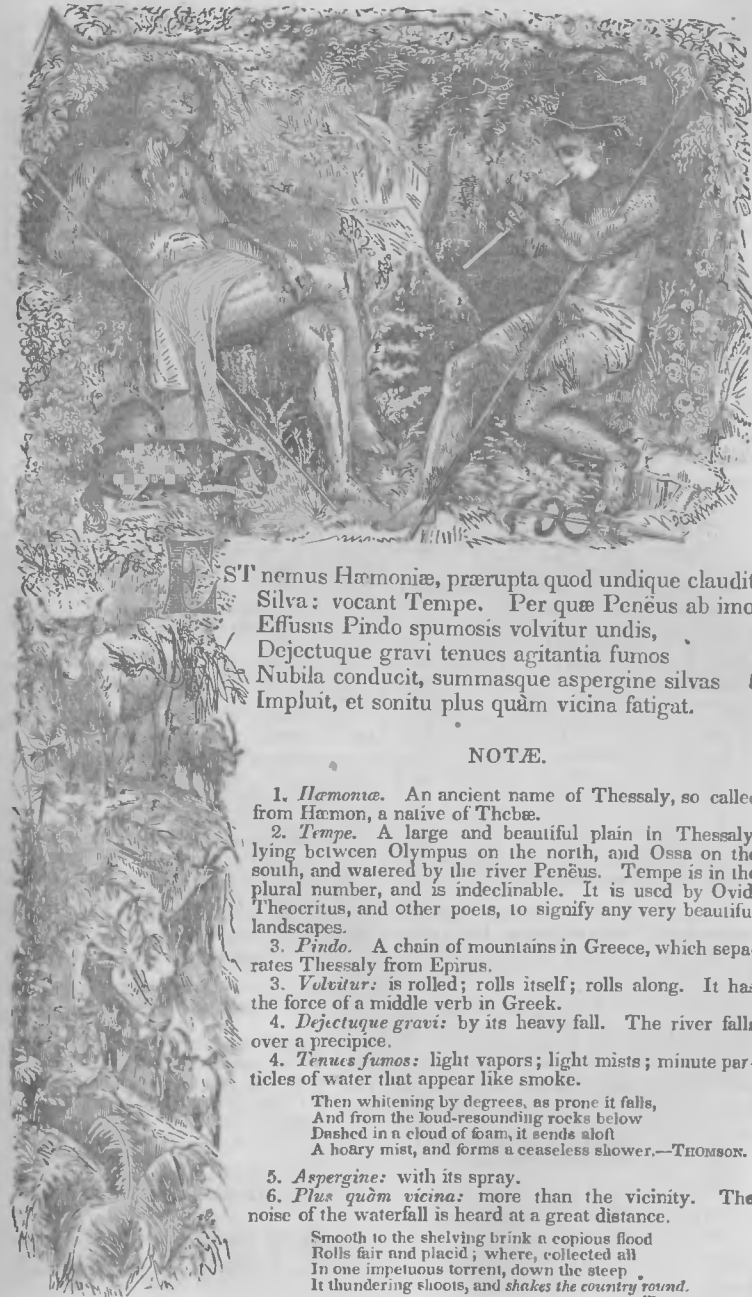 EST nemus Hæmoniæ, prærupta quod undique claudit
Silva: vocant Tempe. Per quæ Penëus ab imo
Effusus Pindo spumosis volvitur undis,
Dejectuque gravi tenues agitantia fumos
Nubila conducit, summasque aspergine silvas
Impluit, et sonitu plus quàm vicina fatigat.
NOTÆ.
1. Hæmoniæ. An ancient name of Thessaly, so called
from Hæmon, a native of Thebæ.
2. Tempe. A large and beautiful plain in Thessaly
lying between Olympus on the north, and Ossa on the
south, and watered by the river Penëus. Tempe is in the
plural number, and is indeclinable. It is used by Ovid
Theocritus, and other poets, to signify any very beautiful
landscapes.
3. Pindo. A chain of mountains in Greece, which sepa-
rates Thessaly from Epirus.
3. Volvitur: is rolled; rolls itself; rolls along. It has
the force of a middle verb in Greek.
4. Dejectuque gravi: by its heavy fall. The river falls
over a precipice.
4. Tenues fumos: light vapors; light mists; minute par-
ticles of water that appear like smoke.
Then whitening by degrees, as prone it falls,
And from the loud-resounding rocks below
Dashed in a cloud of foam, it sends aloft
A hoary mist, and forms a ceaseless shower.—THOMSON.
5. Aspergine: with its spray.
6. Plus quàm vicina: more than the vicinity. The
noise of the waterfall is heard at a great distance.
Smooth to the shelving brink a copious flood
Rolls fair and placid; where, collected all
In one impetuous torrent, down the steep
It thundering shoots, and shakes the country round.